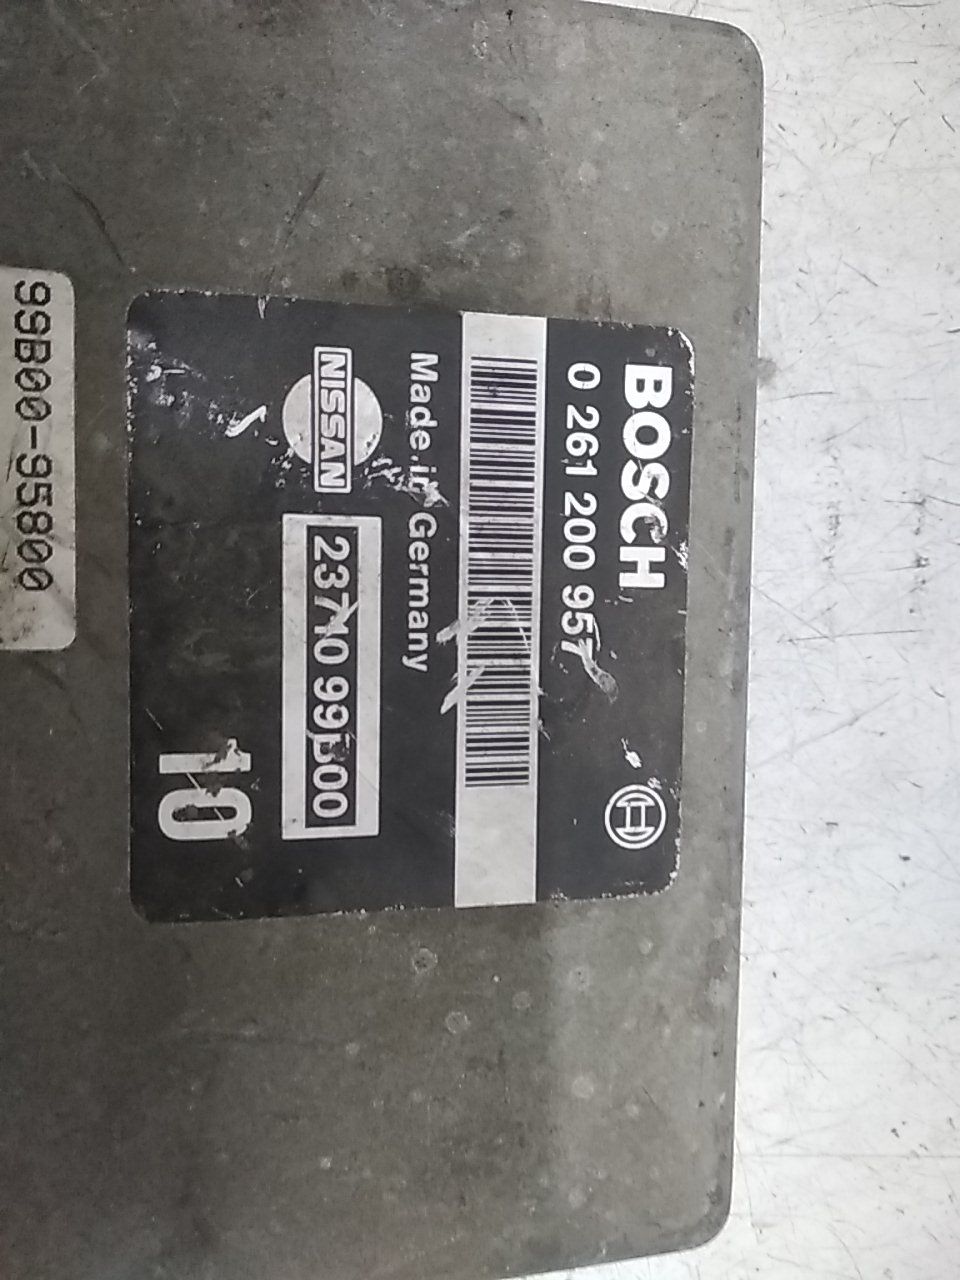 BOSCH
0 261 200 957
Made in Germany
NISSAN
23710 99B00
10
99B00-95800